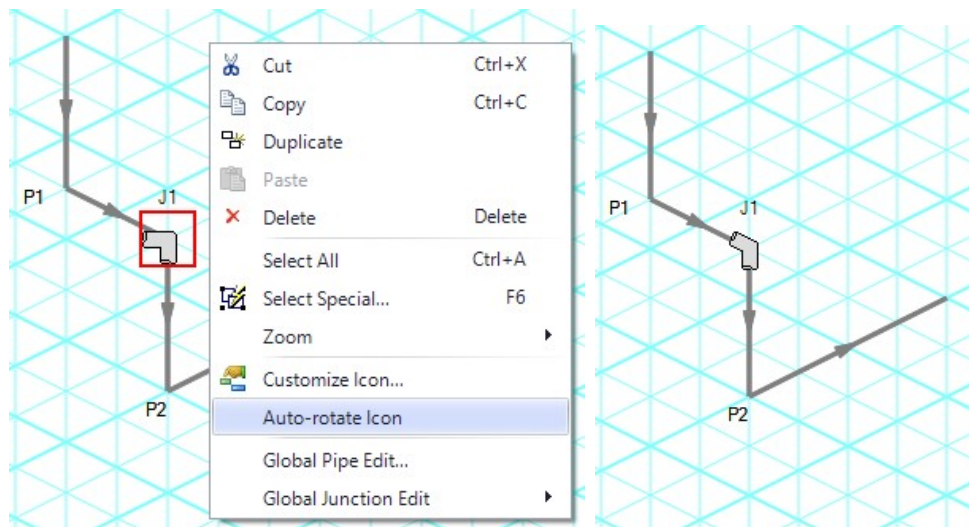 P1
J1
P2
Cut Ctrl+X
Copy Ctrl+C
Duplicate
Paste
Delete Delete
Select All Ctrl+A
Select Special... F6
Zoom
Customize Icon...
Auto-rotate Icon
Global Pipe Edit...
Global Junction Edit
P1
J1
P2